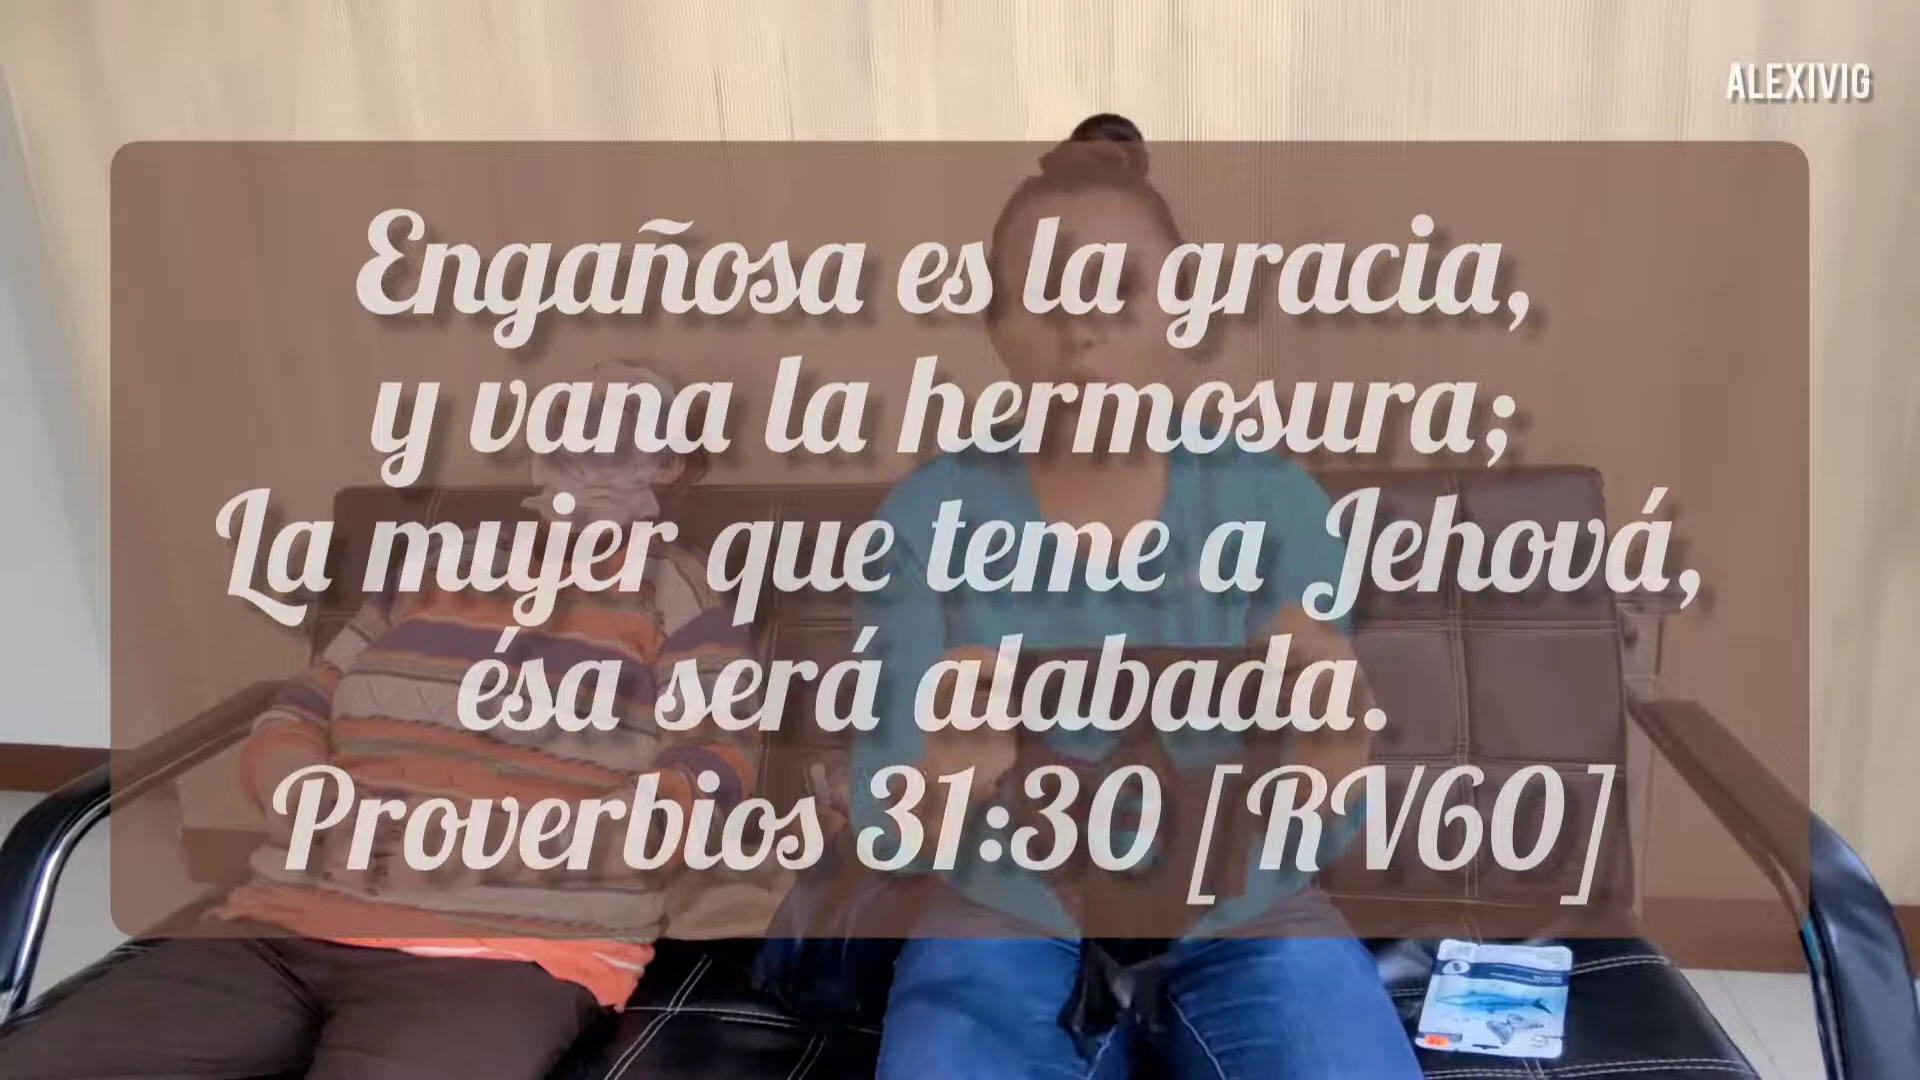 ALEXIVIG
Engañosa es la gracia,
y vana la hermosura;
La mujer que teme a Jehová,
ésa será alabada.
Proverbios 31:30 [RV60]